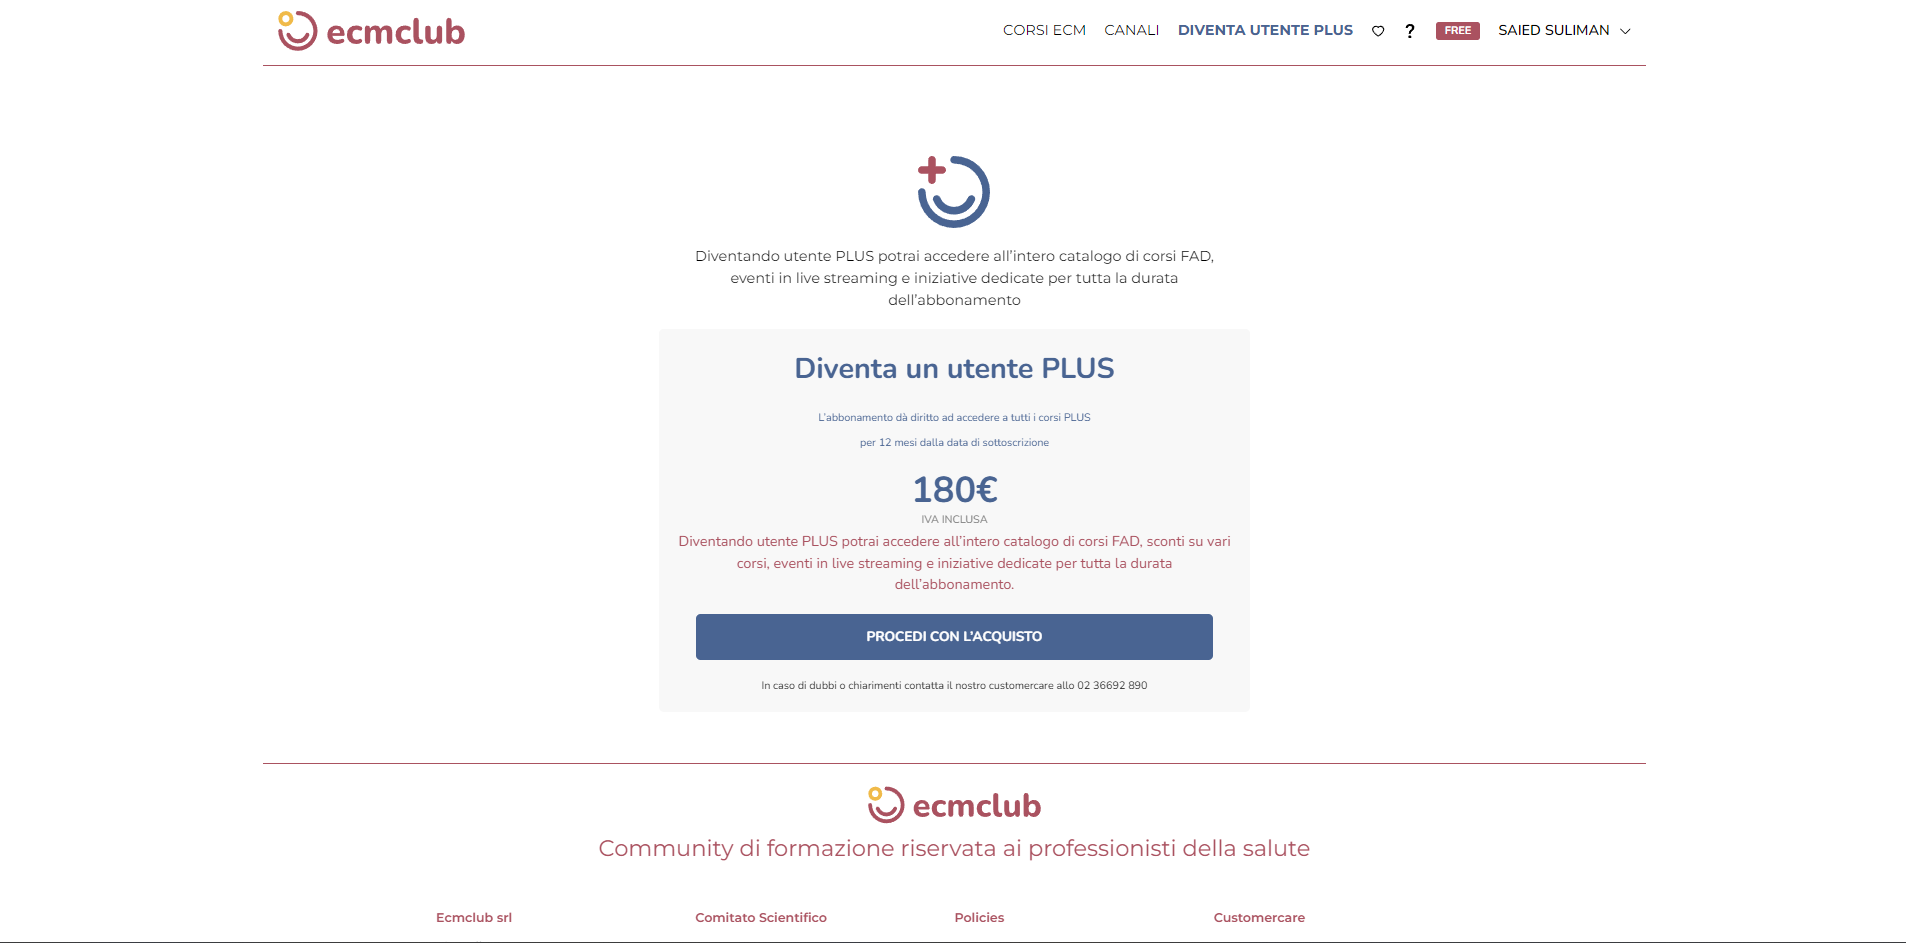 ecmclub
CORSI ECM
CANALI
DIVENTA UTENTE PLUS
?
FREE
SAIED SULIMAN
Diventando utente PLUS potrai accedere all’intero catalogo di corsi FAD,
eventi in live streaming e iniziative dedicate per tutta la durata
dell’abbonamento
Diventa un utente PLUS
L’abbonamento dà diritto ad accedere a tutti i corsi PLUS
per 12 mesi dalla data di sottoscrizione
180€
IVA INCLUSA
Diventando utente PLUS potrai accedere all’intero catalogo di corsi FAD, sconti su vari
corsi, eventi in live streaming e iniziative dedicate per tutta la durata
dell’abbonamento.
PROCEDI CON L’ACQUISTO
In caso di dubbi o chiarimenti contatta il nostro customercare allo 02 36692 890
ecmclub
Community di formazione riservata ai professionisti della salute
Ecmclub srl
Comitato Scientifico
Policies
Customercare